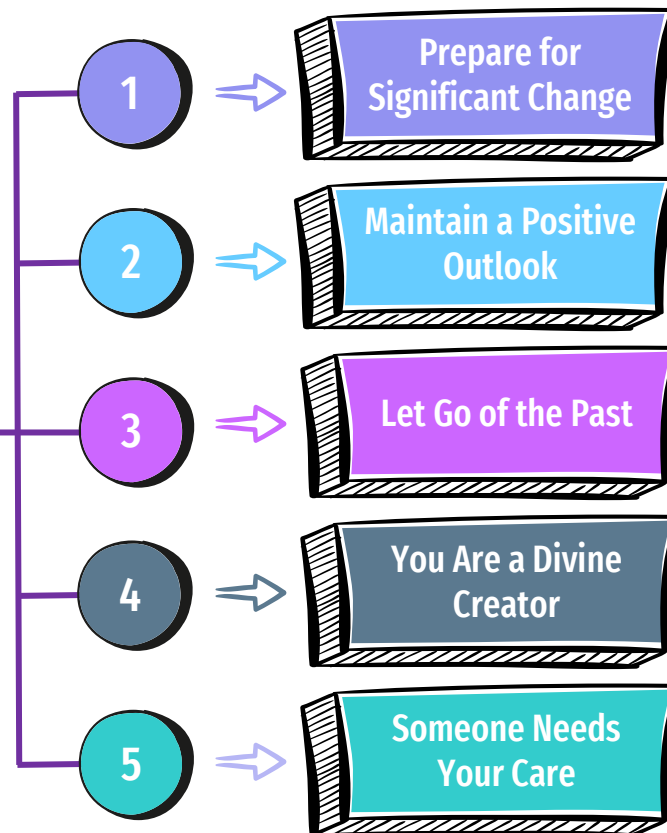 1
Prepare for
Significant Change
2
Maintain a Positive
Outlook
3
Let Go of the Past
4
You Are a Divine
Creator
5
Someone Needs
Your Care